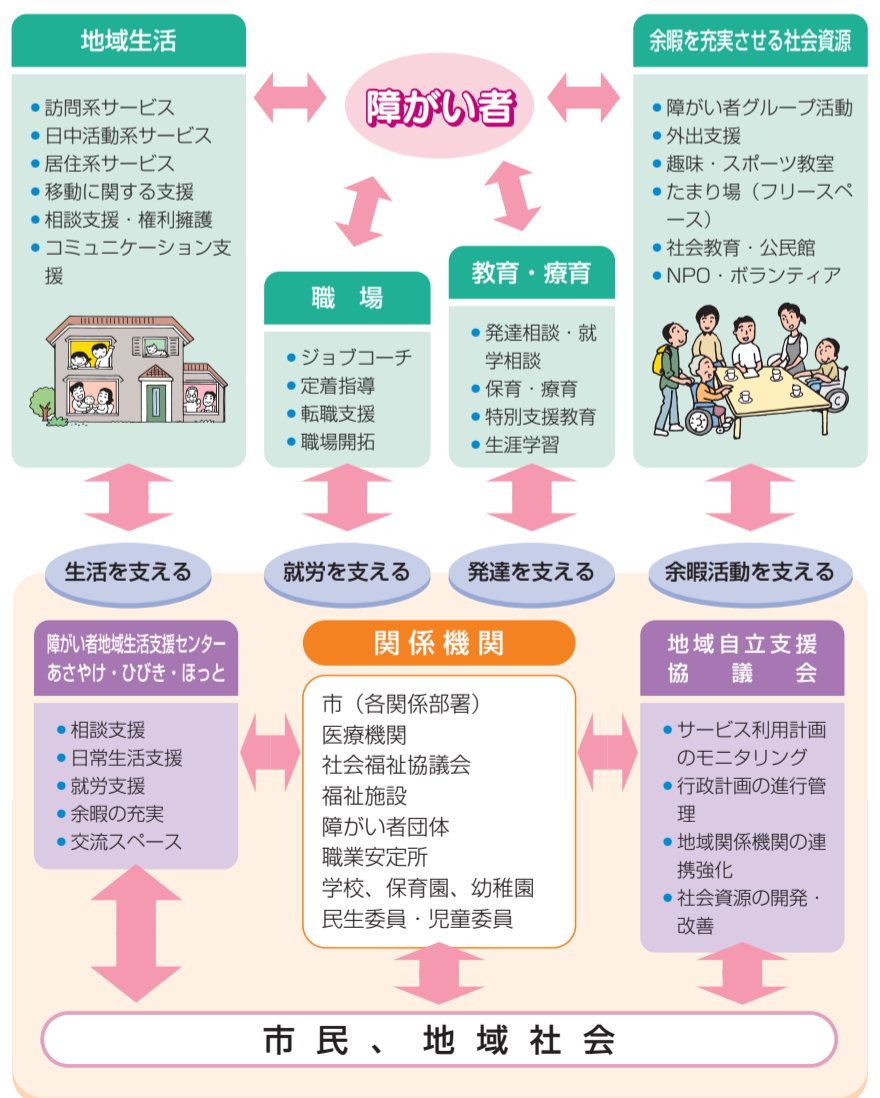 障がい者
地域生活
●訪問系サービス
●日中活動系サービス
●居住系サービス
●移動に関する支援
●相談支援・権利擁護
●コミュニケーション支
援
職　場
●ジョブコーチ
●定着指導
●転職支援
●職場開拓
教育・療育
●発達相談・就
学相談
●保育・療育
●特別支援教育
●生涯学習
余暇を充実させる社会資源
●障がい者グループ活動
●外出支援
●趣味・スポーツ教室
●たまり場（フリースペ
ース）
●社会教育・公民館
●NPO・ボランティア
生活を支える
就労を支える
発達を支える
余暇活動を支える
障がい者地域生活支援センター
あさやけ・ひびき・ほっと
●相談支援
●日常生活支援
●就労支援
●余暇の充実
●交流スペース
関係機関
市（各関係部署）
医療機関
社会福祉協議会
福祉施設
障がい者団体
職業安定所
学校、保育園、幼稚園
民生委員・児童委員
地域自立支援
協　議　会
●サービス利用計画
のモニタリング
●行政計画の進行管
理
●地域関係機関の連
携強化
●社会資源の開発・
改善
市民、地域社会